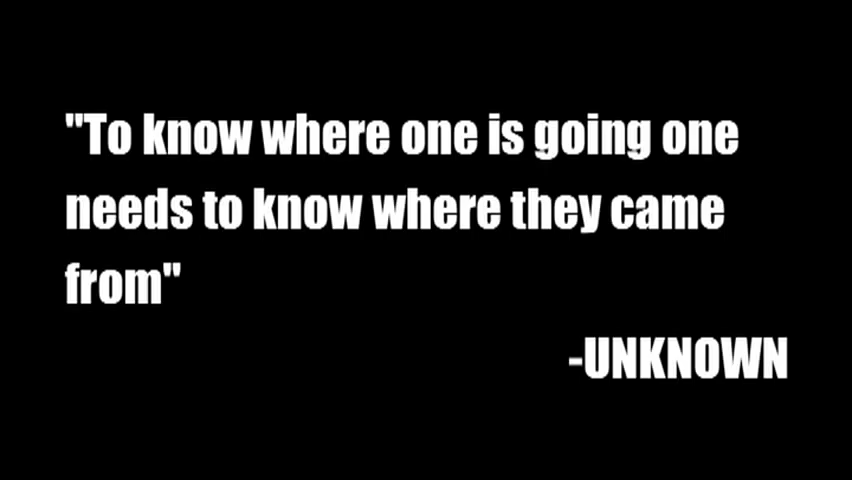 "To know where one is going one
needs to know where they came
from"
-UNKNOWN